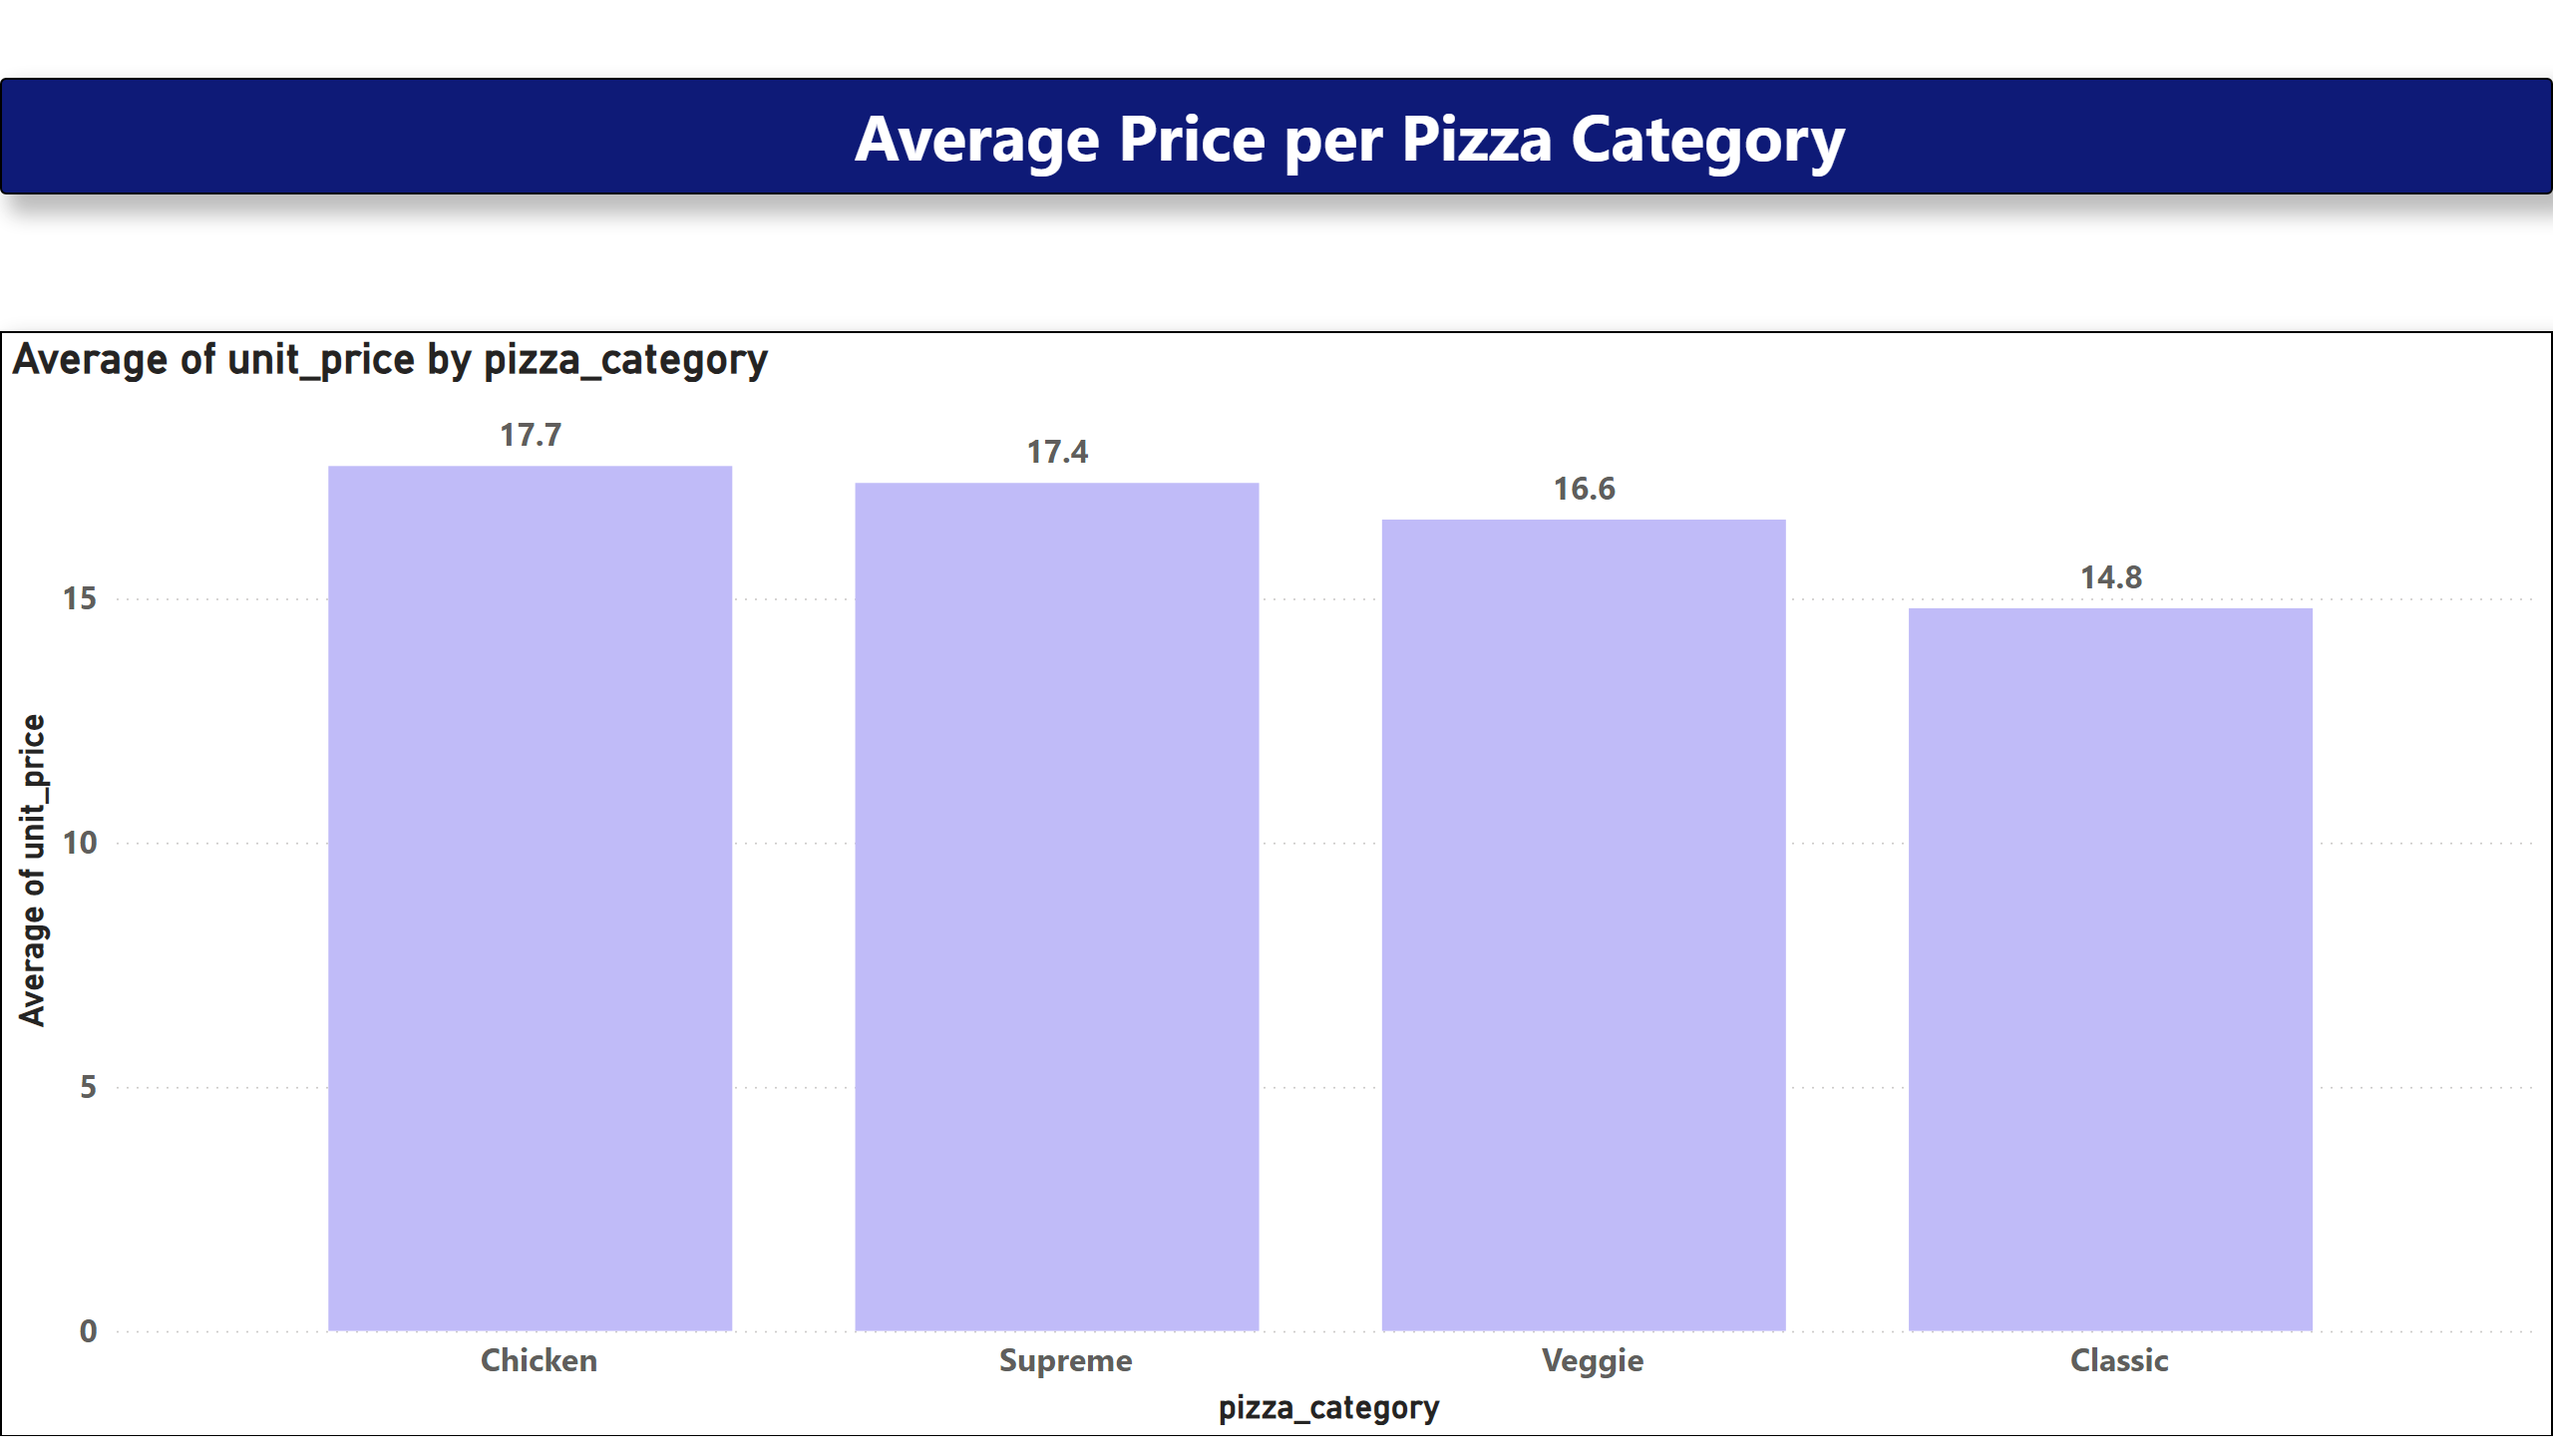 Average Price per Pizza Category
Average of unit_price by pizza_category
17.7
17.4
16.6
14.8
15
10
5
0
Average of unit_price
Chicken
Supreme
Veggie
Classic
pizza_category